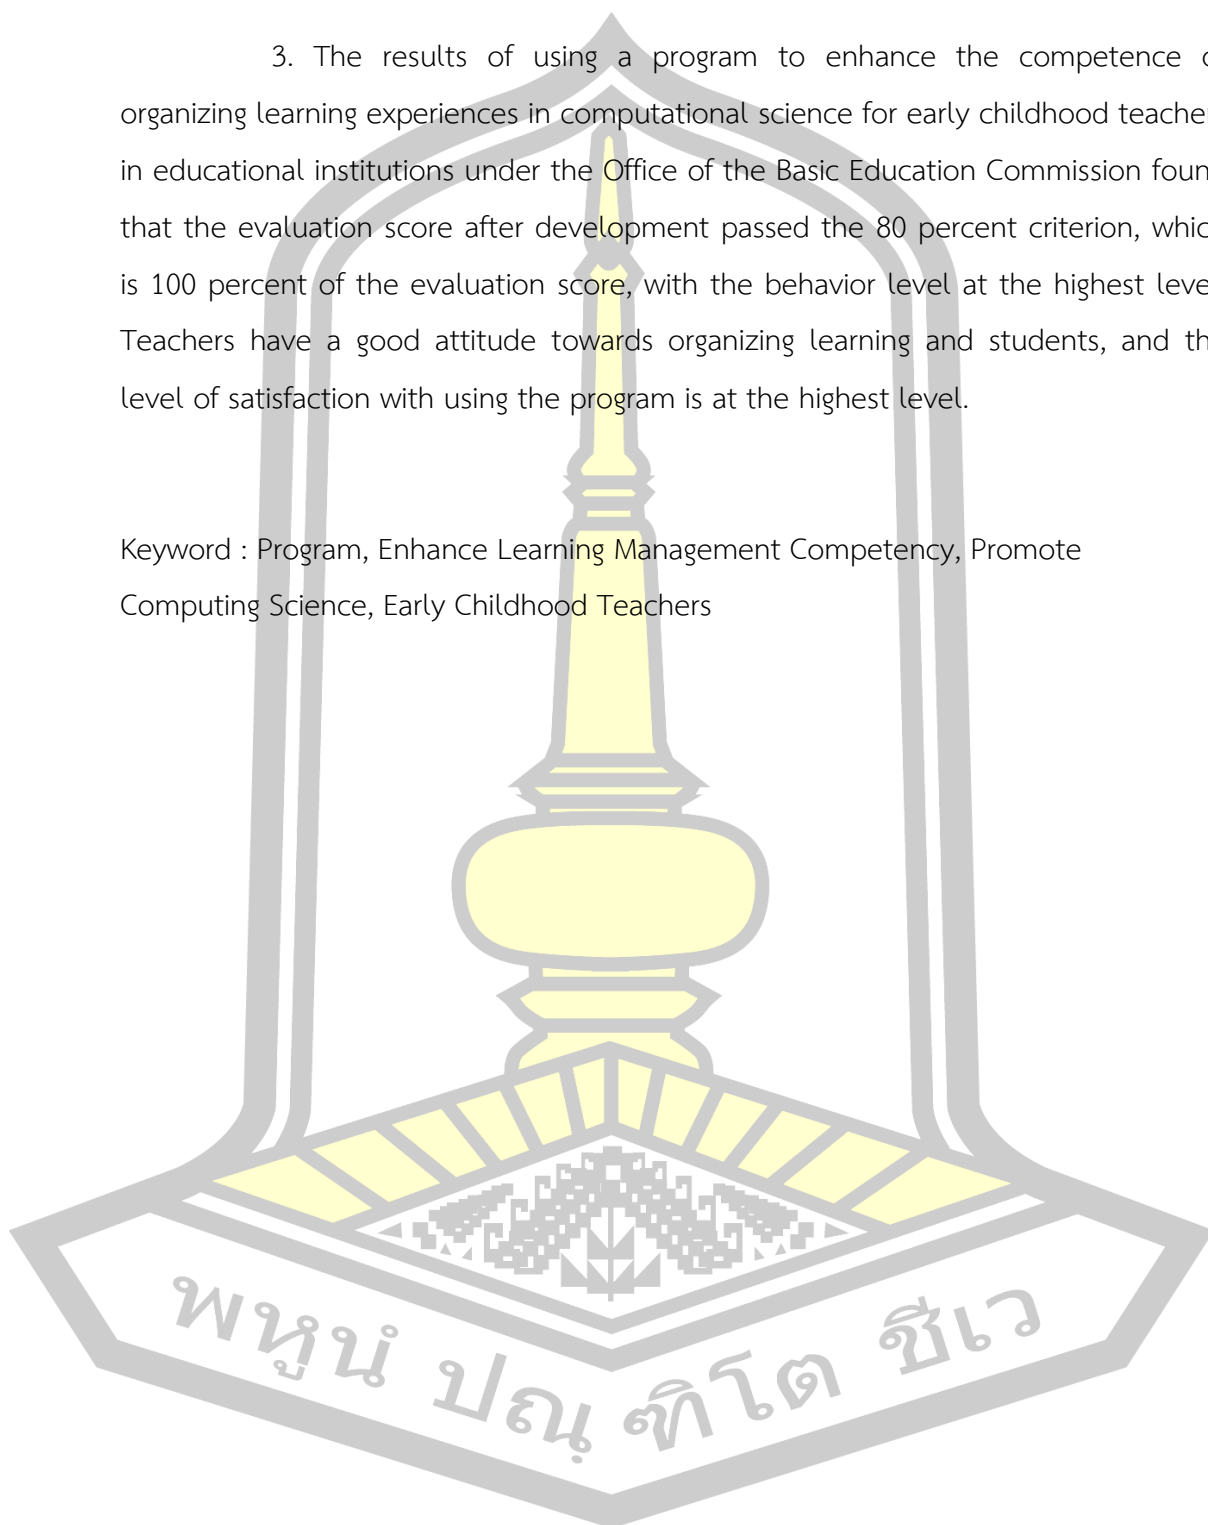 3. The results of using a program to enhance the competence o
organizing learning experiences in computational science for early childhood teacher
in educational institutions under the Office of the Basic Education Commission foun
that the evaluation score after development passed the 80 percent criterion, whic
is 100 percent of the evaluation score, with the behavior level at the highest leve
Teachers have a good attitude towards organizing learning and students, and th
level of satisfaction with using the program is at the highest level.
Keyword : Program, Enhance Learning Management Competency, Promote
Computing Science, Early Childhood Teachers
พหูนํ ปณฺฑิโต ชีเว